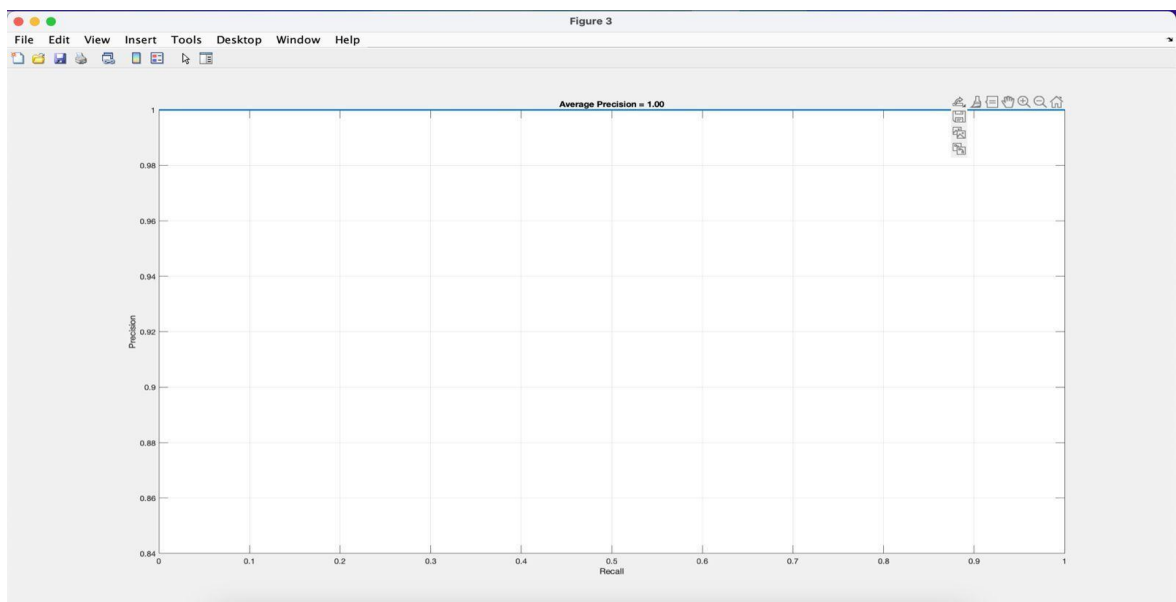 Figure 3
File Edit View Insert Tools Desktop Window Help
Average Precision = 1.00
1
0.98
0.96
0.94
0.92
0.9
0.88
0.86
0.84
Precision
0 0.1 0.2 0.3 0.4 0.5 0.6 0.7 0.8 0.9 1
Recall